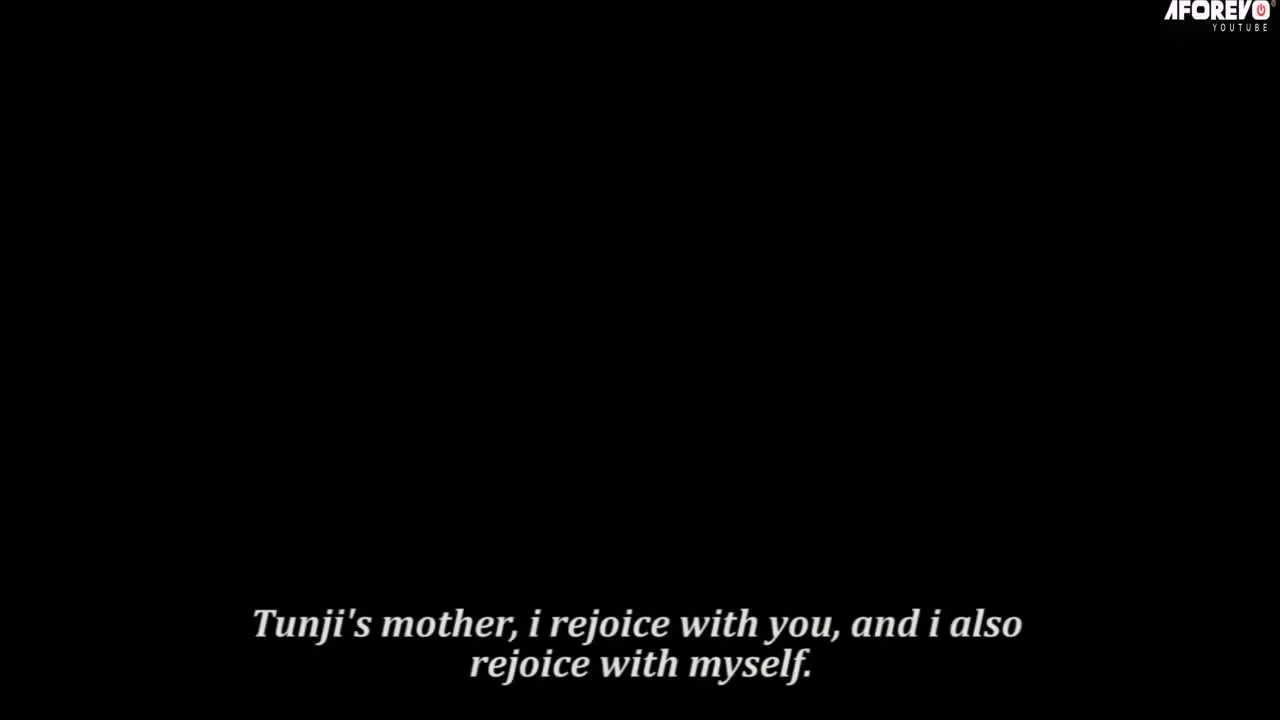 AFOREVO
YOUTUBE
Tunji's mother, i rejoice with you, and i also
rejoice with myself.